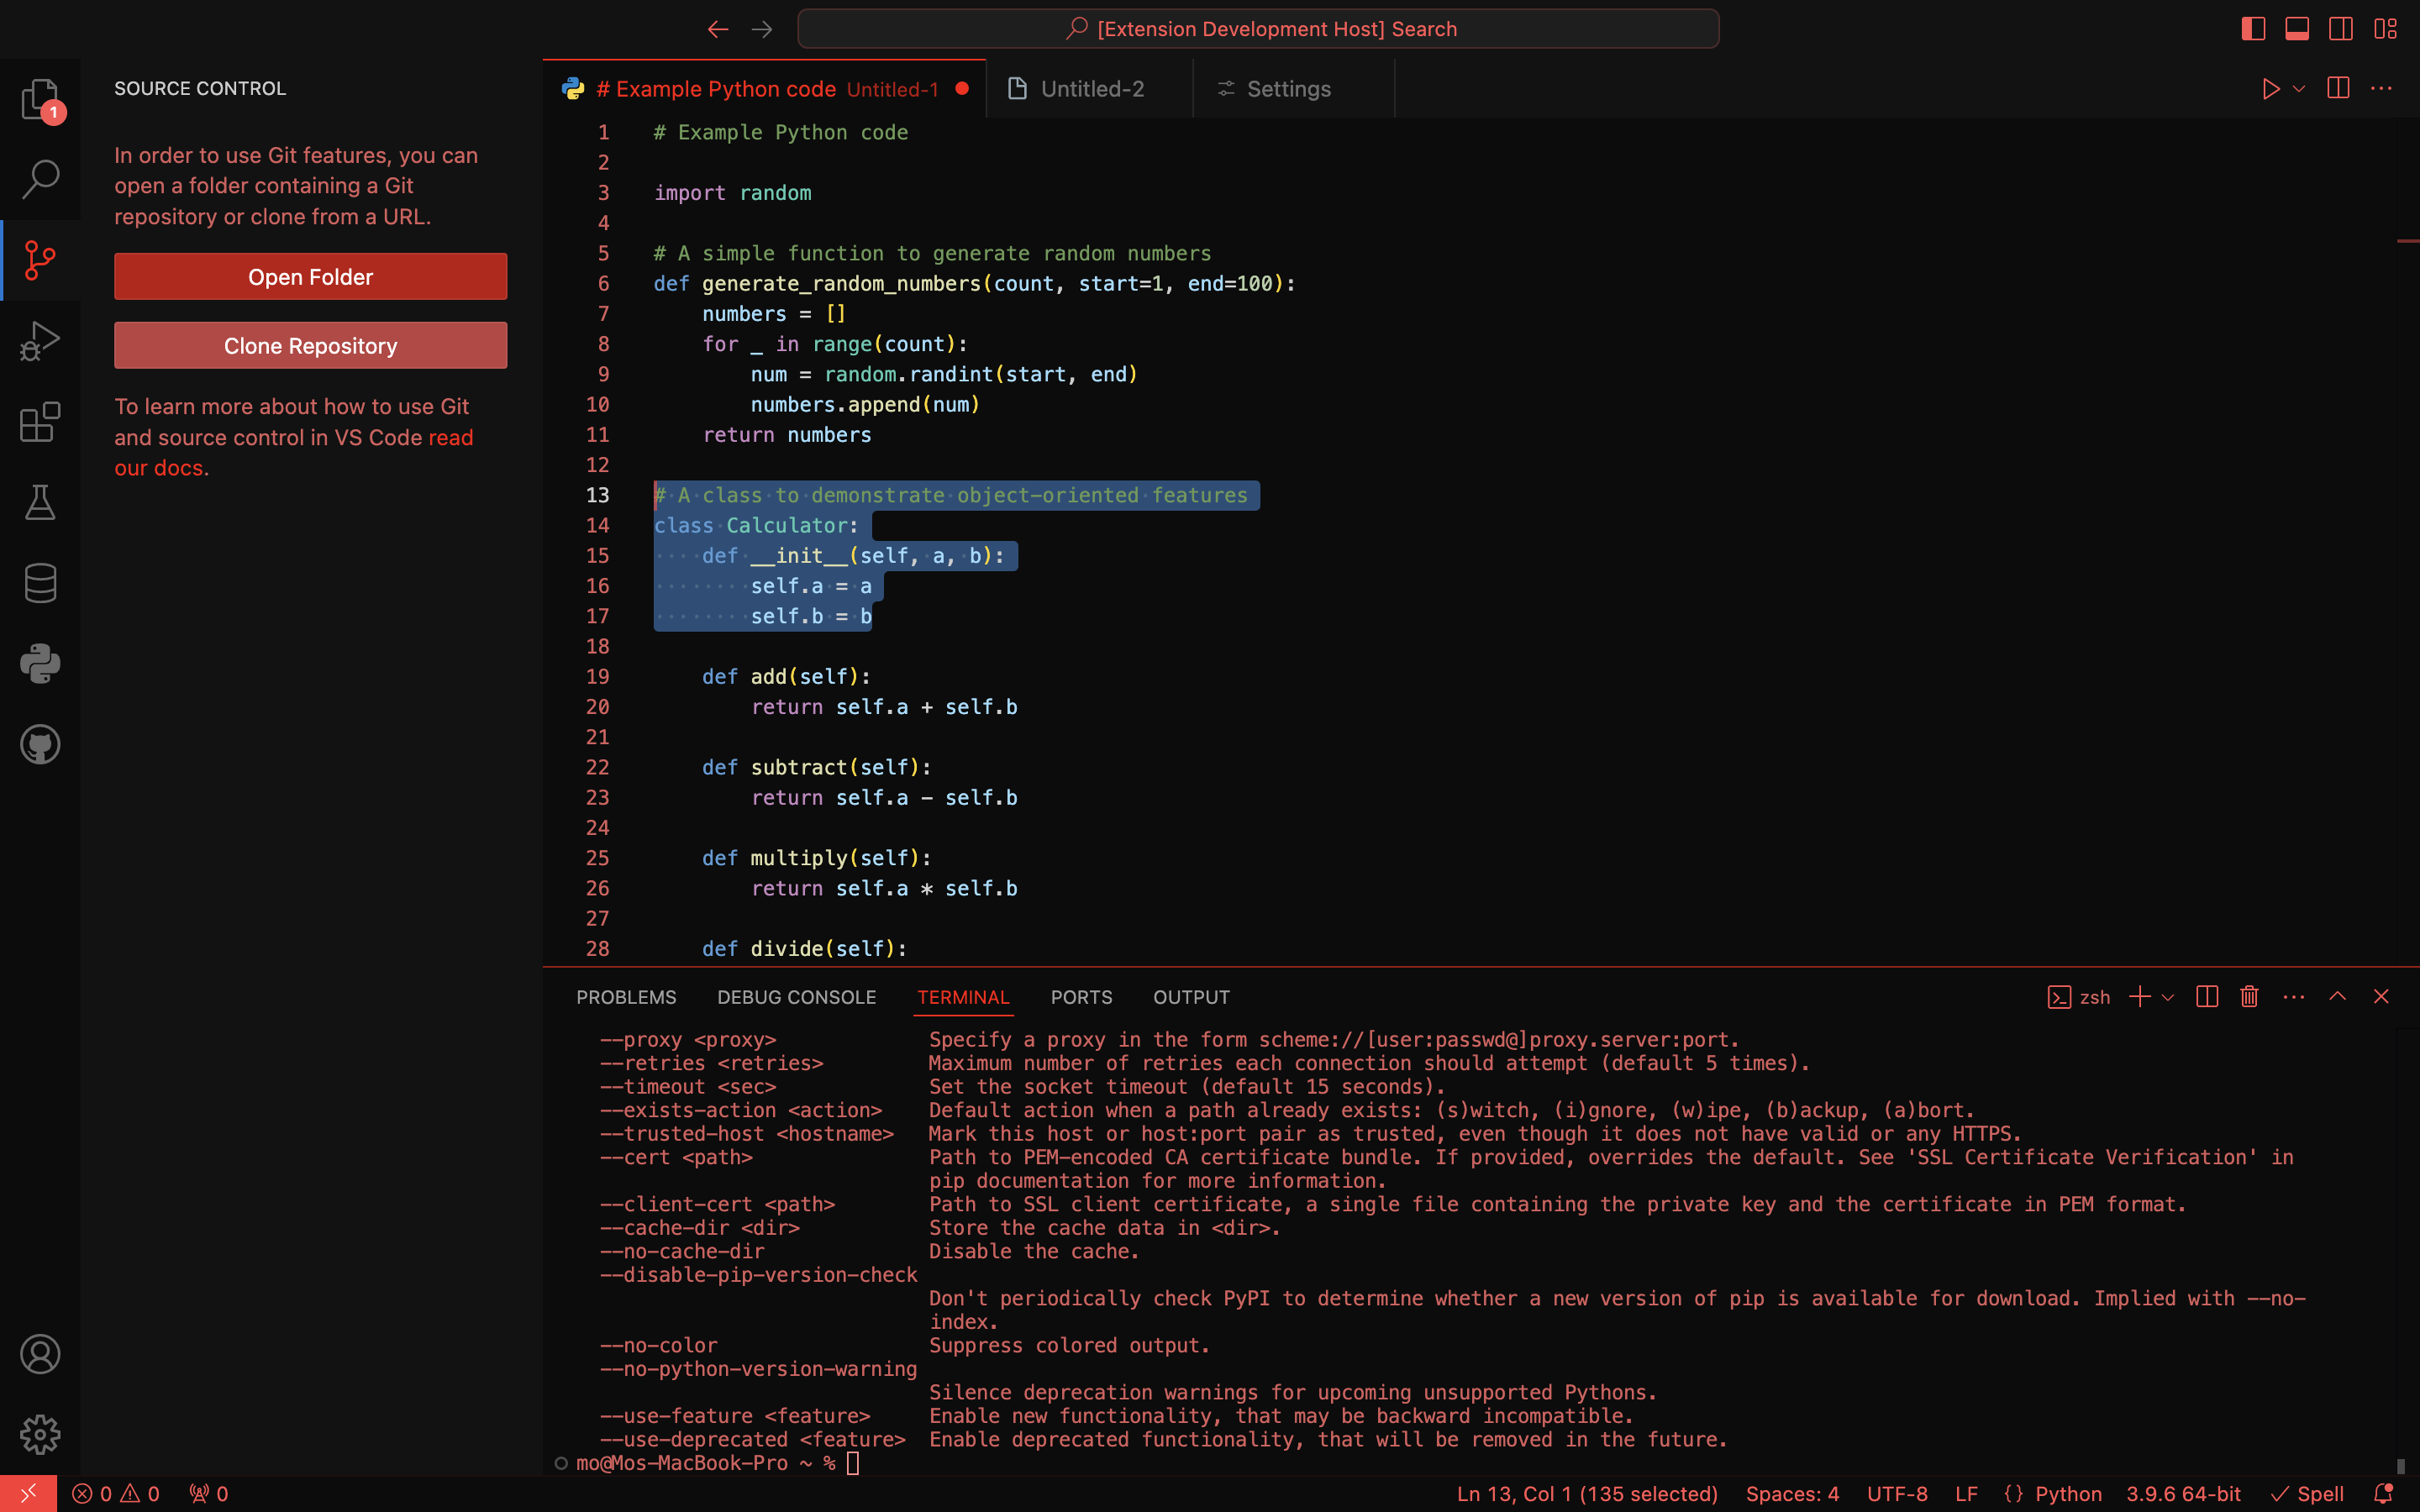 [Extension Development Host] Search
SOURCE CONTROL
1
In order to use Git features, you can
open a folder containing a Git
repository or clone from a URL.
Open Folder
Clone Repository
To learn more about how to use Git
and source control in VS Code read
our docs.
# Example Python code Untitled-1
Untitled-2
Settings
1 # Example Python code
2
3 import random
4
5 # A simple function to generate random numbers
6 def generate_random_numbers(count, start=1, end=100):
7     numbers = []
8     for _ in range(count):
9         num = random.randint(start, end)
10         numbers.append(num)
11     return numbers
12
13 # A class to demonstrate object-oriented features
14 class Calculator:
15     def __init__(self, a, b):
16         self.a = a
17         self.b = b
18
19     def add(self):
20         return self.a + self.b
21
22     def subtract(self):
23         return self.a - self.b
24
25     def multiply(self):
26         return self.a * self.b
27
28     def divide(self):
PROBLEMS DEBUG CONSOLE TERMINAL PORTS OUTPUT
zsh
--proxy <proxy> Specify a proxy in the form scheme://[user:passwd@]proxy.server:port.
--retries <retries> Maximum number of retries each connection should attempt (default 5 times).
--timeout <sec> Set the socket timeout (default 15 seconds).
--exists-action <action> Default action when a path already exists: (s)witch, (i)gnore, (w)ipe, (b)ackup, (a)bort.
--trusted-host <hostname> Mark this host or host:port pair as trusted, even though it does not have valid or any HTTPS.
--cert <path> Path to PEM-encoded CA certificate bundle. If provided, overrides the default. See 'SSL Certificate Verification' in
pip documentation for more information.
--client-cert <path> Path to SSL client certificate, a single file containing the private key and the certificate in PEM format.
--cache-dir <dir> Store the cache data in <dir>.
--no-cache-dir Disable the cache.
--disable-pip-version-check
Don't periodically check PyPI to determine whether a new version of pip is available for download. Implied with --no-
index.
--no-color Suppress colored output.
--no-python-version-warning
Silence deprecation warnings for upcoming unsupported Pythons.
--use-feature <feature> Enable new functionality, that may be backward incompatible.
--use-deprecated <feature> Enable deprecated functionality, that will be removed in the future.
mo@Mos-MacBook-Pro ~ %
0 0 0
Ln 13, Col 1 (135 selected) Spaces: 4 UTF-8 LF {} Python 3.9.6 64-bit Spell